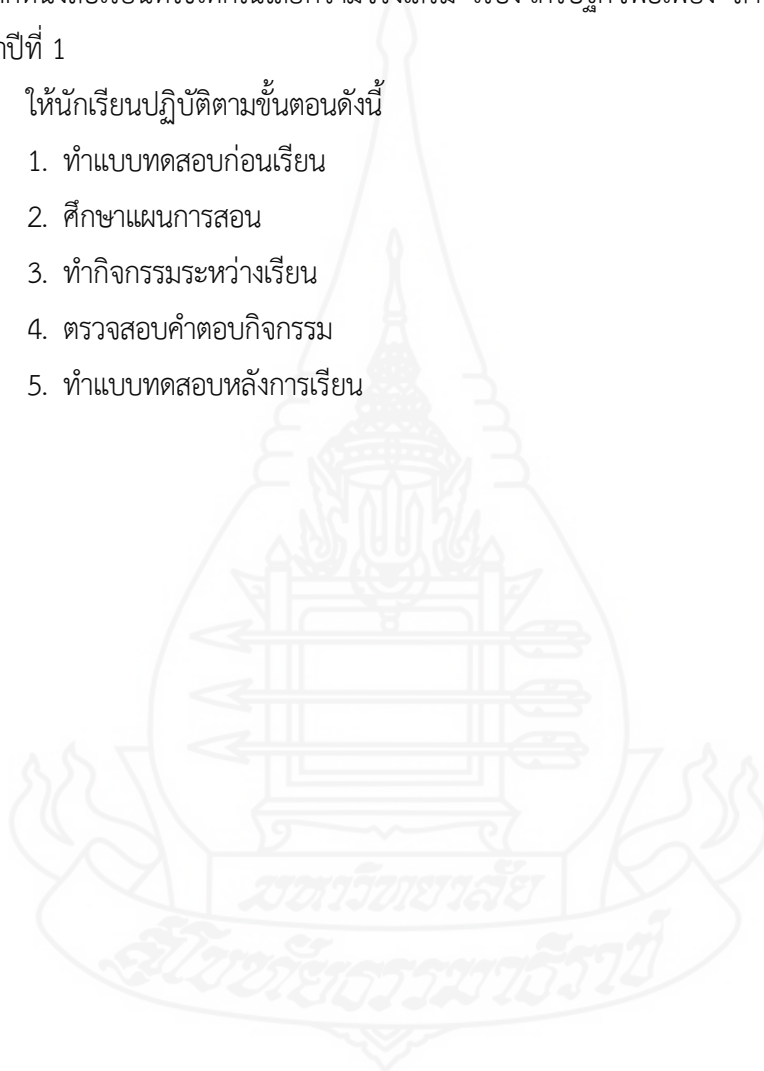 าปีที่ 1
ให้นักเรียนปฏิบัติตามขั้นตอนดังนี้
1. ทำแบบทดสอบก่อนเรียน
2. ศึกษาแผนการสอน
3. ทำกิจกรรมระหว่างเรียน
4. ตรวจสอบคำตอบกิจกรรม
5. ทำแบบทดสอบหลังการเรียน
มหาวิทยาลัย
สุโขทัยธรรมาธิราช